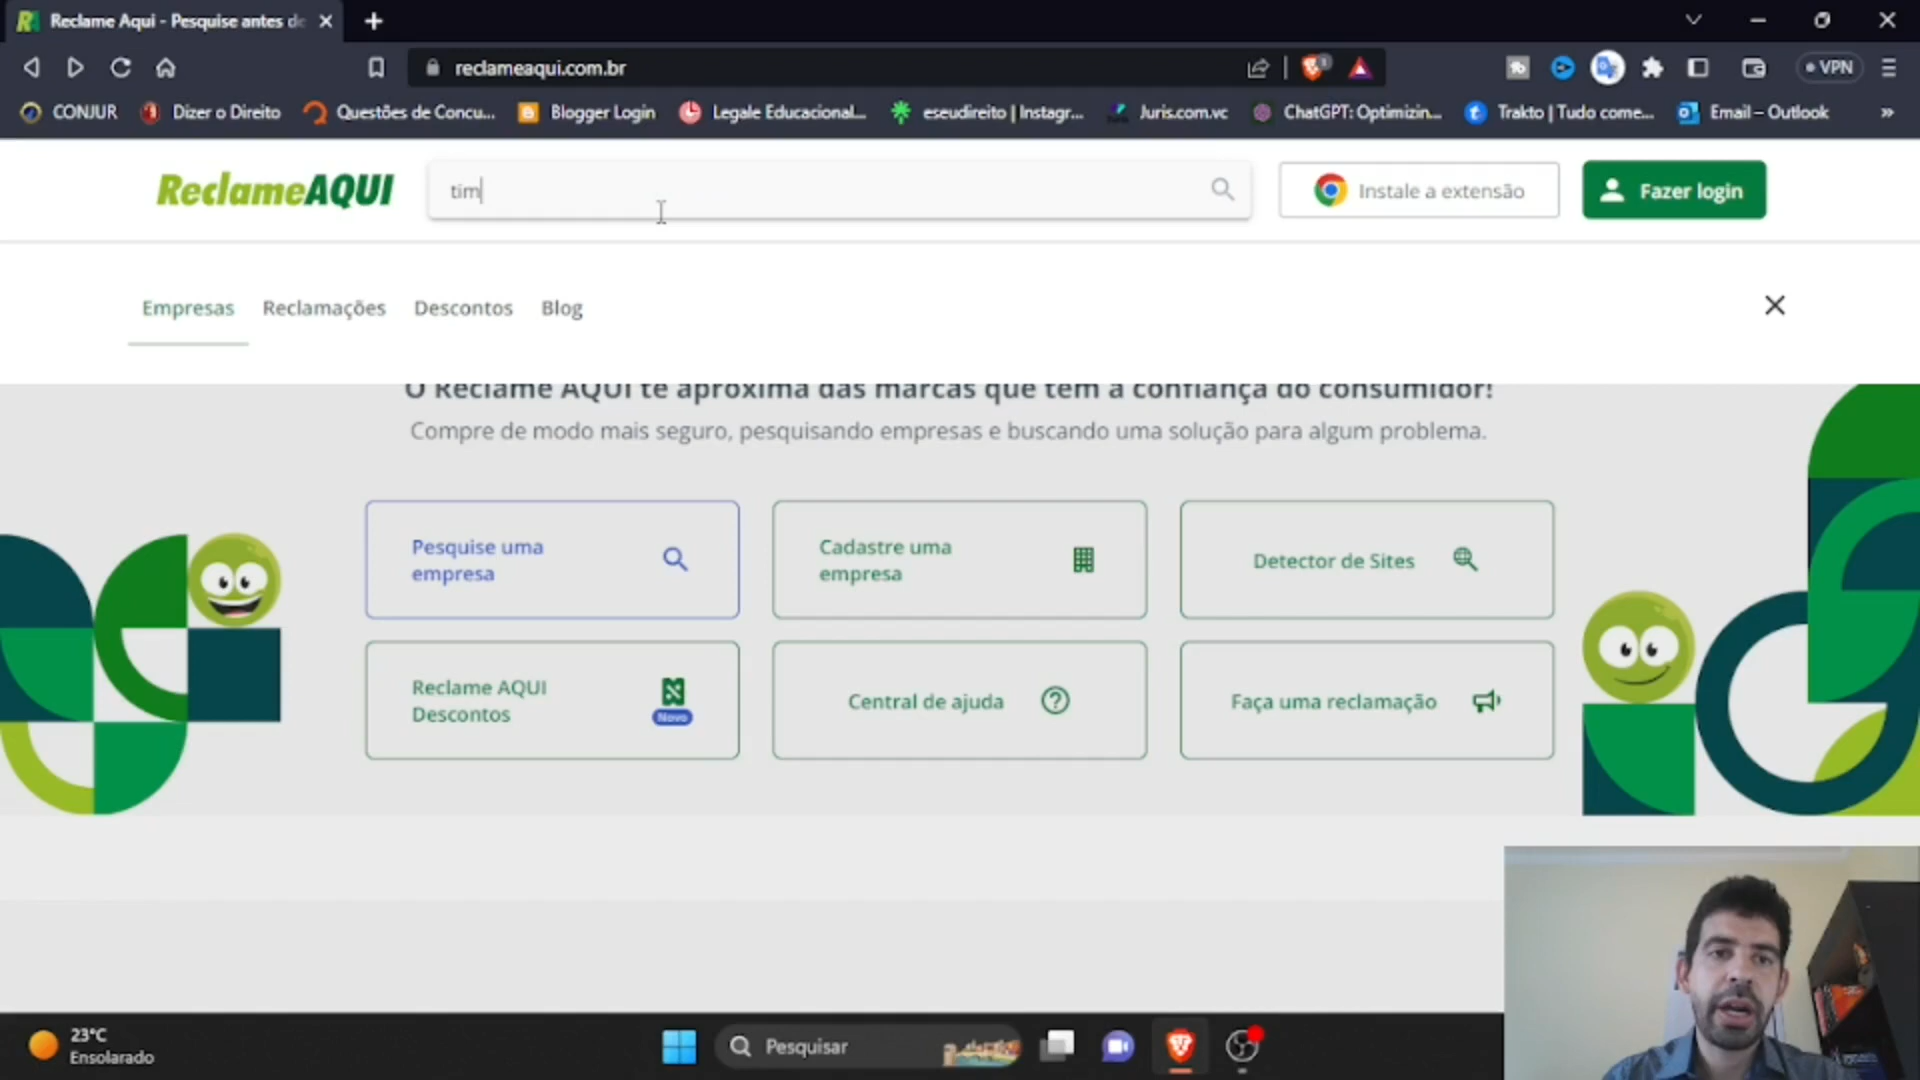 Reclame Aqui - Pesquise antes de
reclameaqui.com.br
VPN
CONJUR
Dizer o Direito
Questões de Concu...
Blogger Login
Legale Educacional...
eseudireito | Instagr...
Juris.com.vc
ChatGPT: Optimizin...
Trakto | Tudo come...
Email – Outlook
ReclameAQUI
tim
Instale a extensão
Fazer login
Empresas
Reclamações
Descontos
Blog
O Reclame AQUI te aproxima das marcas que têm a confiança do consumidor!
Compre de modo mais seguro, pesquisando empresas e buscando uma solução para algum problema.
Pesquise uma
empresa
Cadastre uma
empresa
Detector de Sites
Reclame AQUI
Descontos
Novo
Central de ajuda
Faça uma reclamação
23°C
Ensolarado
Pesquisar